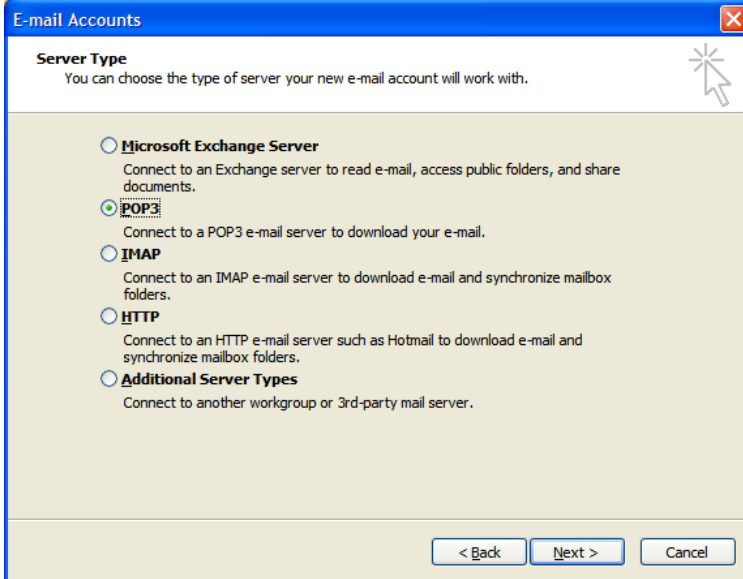 E-mail Accounts
Server Type
You can choose the type of server your new e-mail account will work with.
Microsoft Exchange Server
Connect to an Exchange server to read e-mail, access public folders, and share
documents.
POP3
Connect to a POP3 e-mail server to download your e-mail.
IMAP
Connect to an IMAP e-mail server to download e-mail and synchronize mailbox
folders.
HTTP
Connect to an HTTP e-mail server such as Hotmail to download e-mail and
synchronize mailbox folders.
Additional Server Types
Connect to another workgroup or 3rd-party mail server.
< Back Next > Cancel